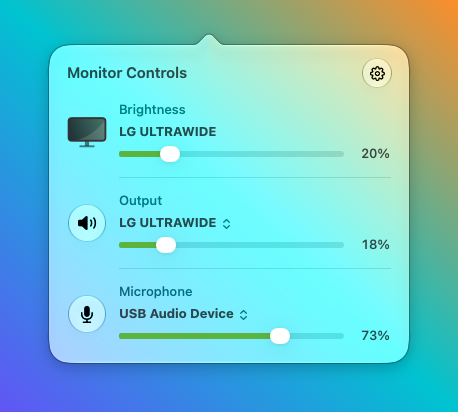 Monitor Controls
Brightness
LG ULTRAWIDE
20%
Output
LG ULTRAWIDE
18%
Microphone
USB Audio Device
73%